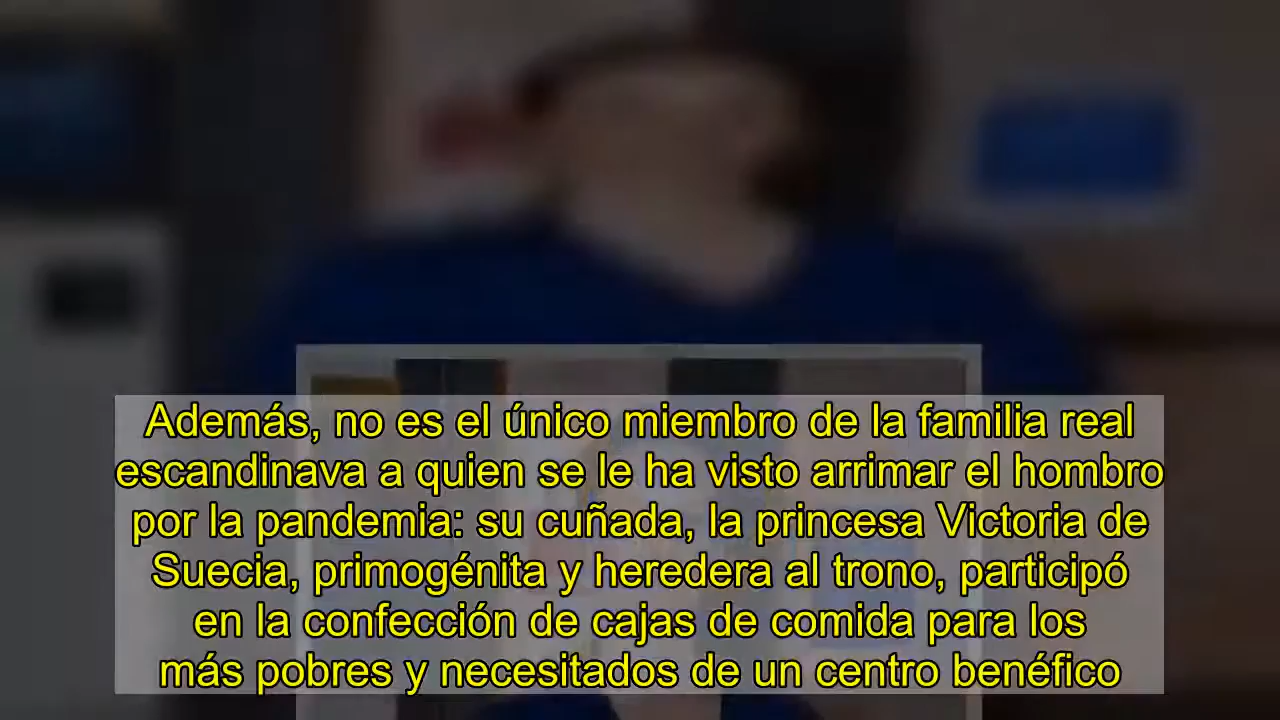 Además, no es el único miembro de la familia real
escandinava a quien se le ha visto arrimar el hombro
por la pandemia: su cuñada, la princesa Victoria de
Suecia, primogénita y heredera al trono, participó
en la confección de cajas de comida para los
más pobres y necesitados de un centro benéfico